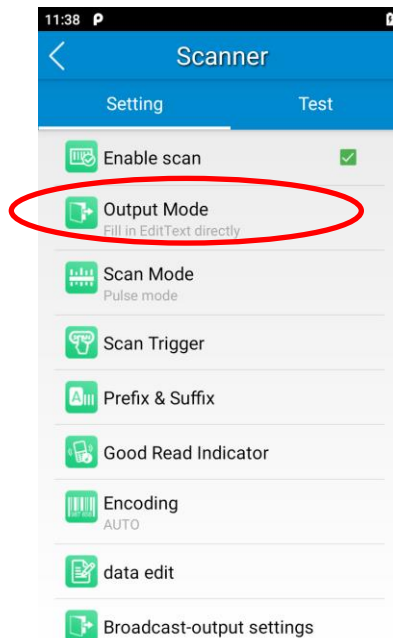 11:38 P
Scanner
Setting Test
Enable scan
Output Mode
Fill in EditText directly
Scan Mode
Pulse mode
Scan Trigger
Prefix & Suffix
Good Read Indicator
Encoding
AUTO
data edit
Broadcast-output settings